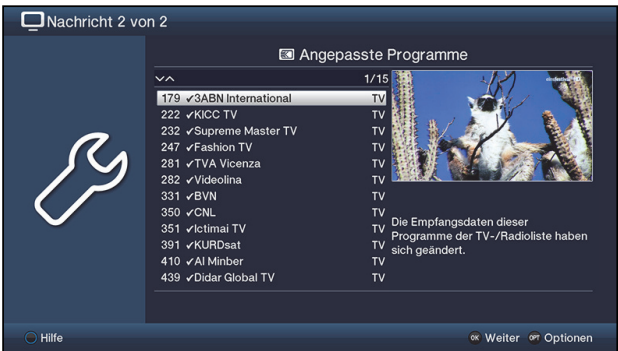 Nachricht 2 von 2
Angepasste Programme
1/15
179 ✓3ABN International TV
222 ✓KICC TV TV
232 ✓Supreme Master TV TV
247 ✓Fashion TV TV
281 ✓TVA Vicenza TV
282 ✓Videolina TV
331 ✓BVN TV
350 ✓CNL TV
351 ✓Ictimai TV TV
391 ✓KURDsat TV
410 ✓Al Minber TV
439 ✓Didar Global TV TV
Die Empfangsdaten dieser
Programme der TV-/Radioliste haben
sich geändert.
Hilfe
OK Weiter OPT Optionen